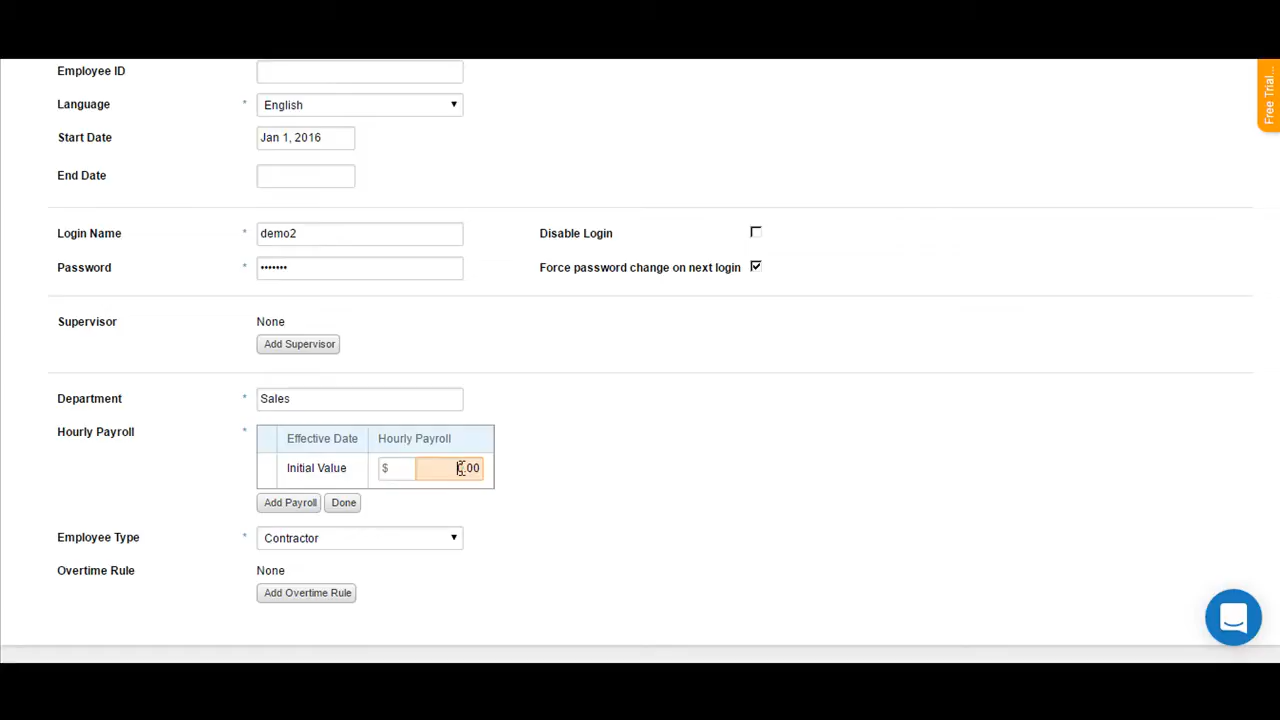 Employee ID
Language * English
Start Date Jan 1, 2016
End Date
Login Name * demo2 Disable Login
Password * ••••••• Force password change on next login
Supervisor None
Add Supervisor
Department * Sales
Hourly Payroll * Effective Date Hourly Payroll
Initial Value $ .00
Add Payroll Done
Employee Type * Contractor
Overtime Rule None
Add Overtime Rule
Free Trial...